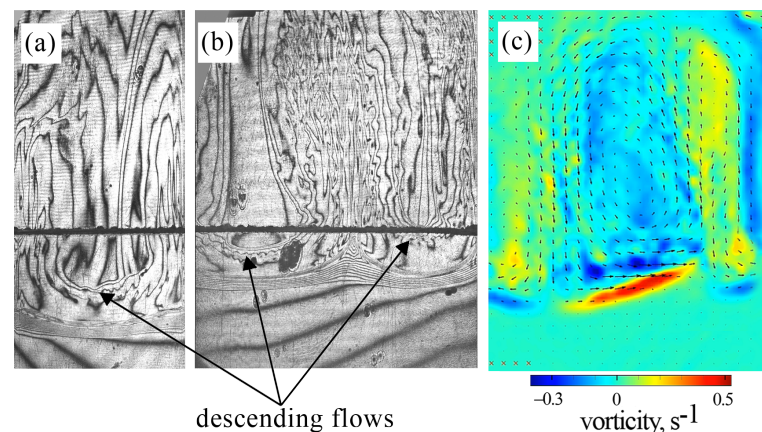 (a)
(b)
(c)
descending flows
−0.3 0 0.5
vorticity, s-1